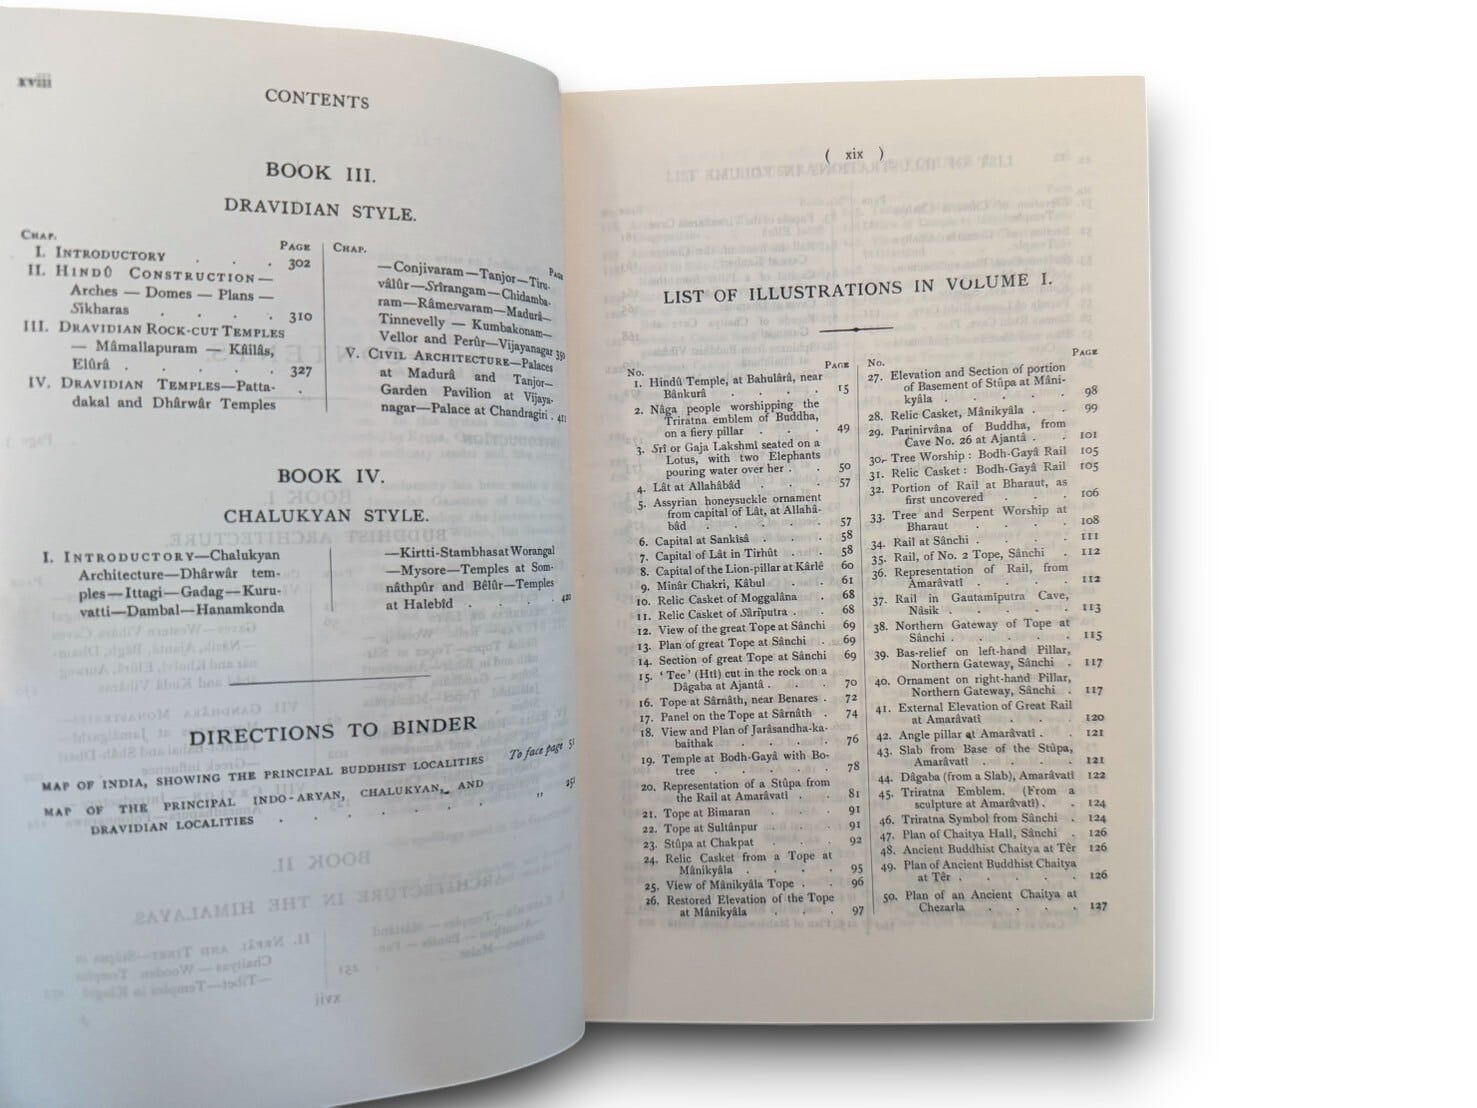 xviii
CONTENTS
BOOK III.
DRAVIDIAN STYLE.
CHAP.
PAGE
I. INTRODUCTORY . . . 302
II. HINDÛ CONSTRUCTION—
Arches — Domes — Plans —
Sikharas . . . . 310
III. DRAVIDIAN ROCK-CUT TEMPLES
— Mâmallapuram — Kâilâs,
Elûrâ . . . . . 327
IV. DRAVIDIAN TEMPLES—Patta- .
dakal and Dhârwâr Temples
CHAP.
PAGE
—Conjivaram—Tanjor—Tiru-
vâlûr—Srîrangam—Chidamba-
ram—Râmesvaram—Madurâ—
Tinnevelly — Kumbakonam—
Vellor and Perûr—Vijayanagar 350
V. CIVIL ARCHITECTURE—Palaces
at Madurâ and Tanjor—
Garden Pavilion at Vijaya-
nagar—Palace at Chandragiri . 411
BOOK IV.
CHALUKYAN STYLE.
I. INTRODUCTORY—Chalukyan
Architecture—Dhârwâr tem-
ples—Ittagi—Gadag—Kuru-
vatti—Dambal—Hanamkonda
—Kirtti-Stambhasat Worangal
—Mysore—Temples at Som-
nâthpûr and Bêlûr—Temples
at Halebîd . . . . 420
DIRECTIONS TO BINDER
MAP OF INDIA, SHOWING THE PRINCIPAL BUDDHIST LOCALITIES To face page
MAP OF THE PRINCIPAL INDO-ARYAN, CHALUKYAN, AND ,, 251
DRAVIDIAN LOCALITIES . . . . . .
( xix )
LIST OF ILLUSTRATIONS IN VOLUME I.
No. PAGE
1. Hindû Temple, at Bahulârâ, near
Bânkurâ . . . . 15
2. Nâga people worshipping the
Triratna emblem of Buddha,
on a fiery pillar . . . 49
3. Srî or Gaja Lakshmî seated on a
Lotus, with two Elephants
pouring water over her . . 50
4. Lât at Allahâbâd . . . 57
5. Assyrian honeysuckle ornament
from capital of Lât, at Allahâ-
bâd . . . . . 57
6. Capital at Sankisâ . . . 58
7. Capital of Lât in Tirhût . . 58
8. Capital of the Lion-pillar at Kârlê 60
9. Minâr Chakri, Kâbul . . 61
10. Relic Casket of Moggalâna . 68
11. Relic Casket of Sâriputra . . 68
12. View of the great Tope at Sânchi 69
13. Plan of great Tope at Sânchi . 69
14. Section of great Tope at Sânchi 69
15. 'Tee' (Htî) cut in the rock on a
Dâgaba at Ajantâ . . . 70
16. Tope at Sârnâth, near Benares . 72
17. Panel on the Tope at Sârnâth . 74
18. View and Plan of Jarâsandha-ka-
baithak . . . . 76
19. Temple at Bodh-Gayâ with Bo-
tree . . . . . 78
20. Representation of a Stûpa from
the Rail at Amarâvatî . . 81
21. Tope at Bimaran . . . 91
22. Tope at Sultânpur . . . 91
23. Stûpa at Chakpat . . . 92
24. Relic Casket from a Tope at
Mânikyâla . . . . 95
25. View of Mânikyâla Tope . . 96
26. Restored Elevation of the Tope
at Mânikyâla . . . 97
No. PAGE
27. Elevation and Section of portion
of Basement of Stûpa at Mâni-
kyâla . . . . . 98
28. Relic Casket, Mânikyâla . . 99
29. Parinirvâna of Buddha, from
Cave No. 26 at Ajantâ . . 101
30. Tree Worship : Bodh-Gayâ Rail 105
31. Relic Casket : Bodh-Gayâ Rail 105
32. Portion of Rail at Bharaut, as
first uncovered . . . 106
33. Tree and Serpent Worship at
Bharaut . . . . 108
34. Rail at Sânchi . . . 111
35. Rail, of No. 2 Tope, Sânchi . 112
36. Representation of Rail, from
Amarâvatî . . . . 112
37. Rail in Gautamîputra Cave,
Nâsik . . . . . 113
38. Northern Gateway of Tope at
Sânchi . . . . . 115
39. Bas-relief on left-hand Pillar,
Northern Gateway, Sânchi . 117
40. Ornament on right-hand Pillar,
Northern Gateway, Sânchi . 117
41. External Elevation of Great Rail
at Amarâvatî . . . 120
42. Angle pillar at Amarâvatî . . 121
43. Slab from Base of the Stûpa,
Amarâvatî . . . . 121
44. Dâgaba (from a Slab), Amarâvatî 122
45. Triratna Emblem. (From a
sculpture at Amarâvatî) . . 124
46. Triratna Symbol from Sânchi . 124
47. Plan of Chaitya Hall, Sânchi . 126
48. Ancient Buddhist Chaitya at Têr 126
49. Plan of Ancient Buddhist Chaitya
at Têr . . . . . 126
50. Plan of an Ancient Chaitya at
Chezarla . . . . 127